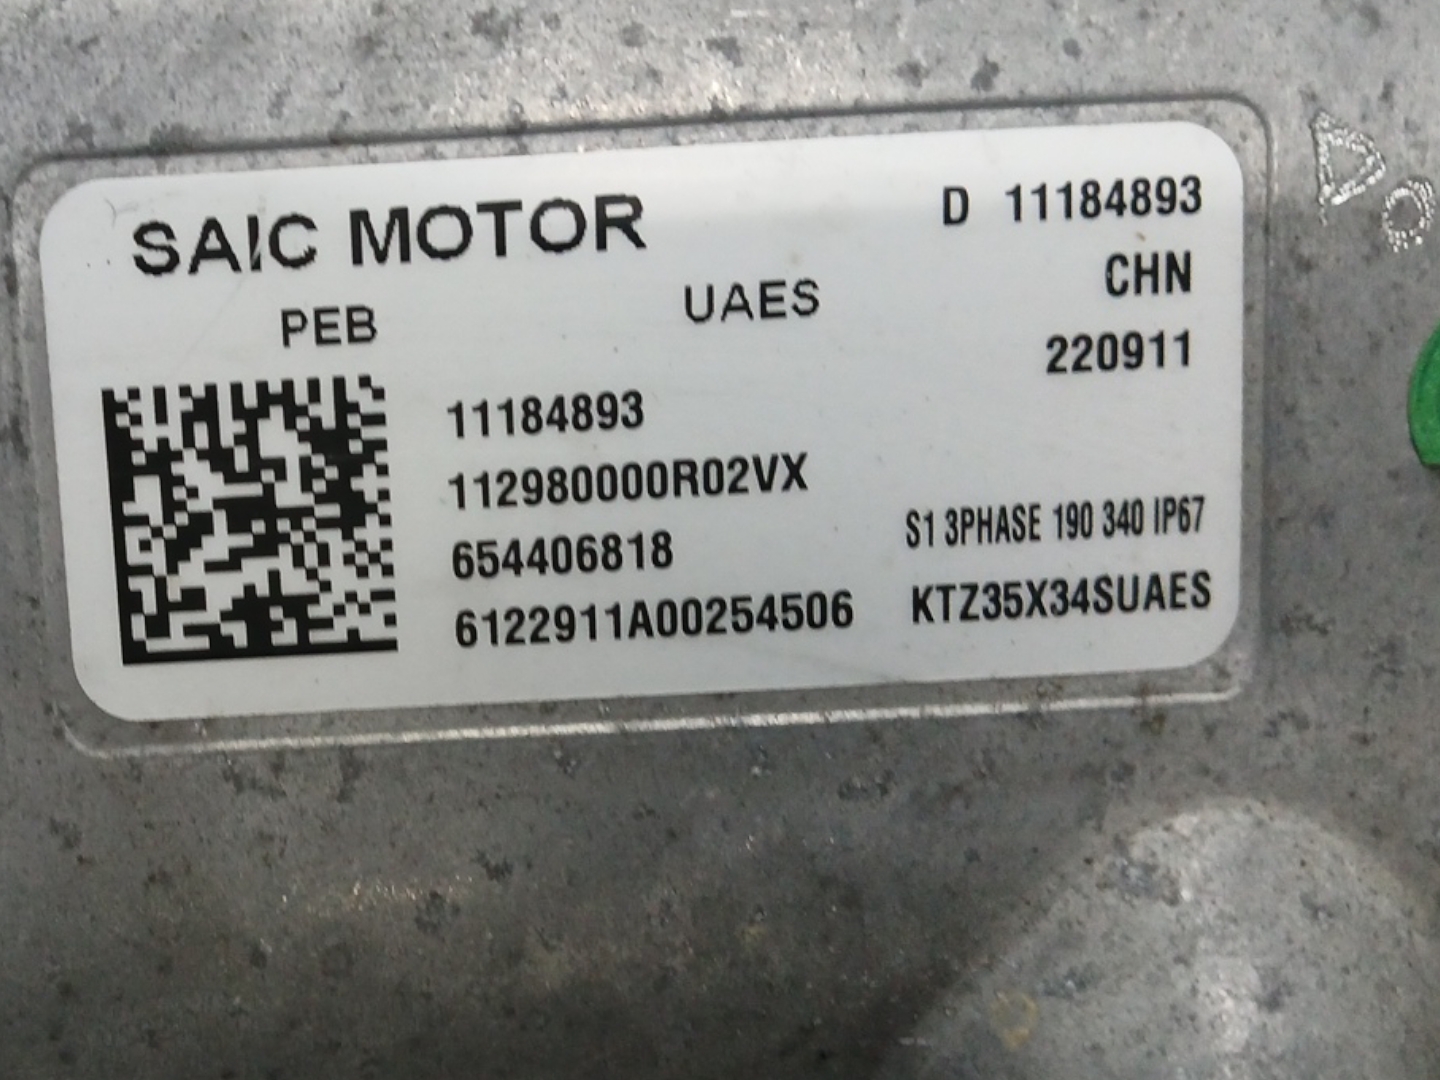 SAIC MOTOR
D 11184893
PEB
UAES
CHN
220911
11184893
112980000R02VX
654406818
S1 3PHASE 190 340 IP67
6122911A00254506
KTZ35X34SUAES